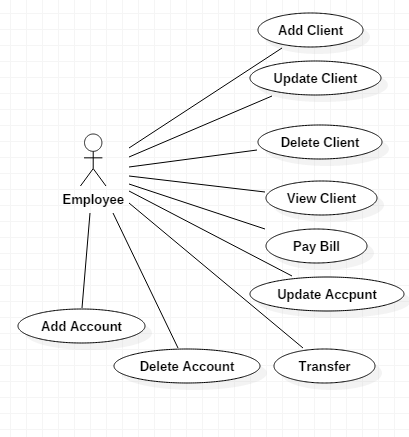 Add Client
Update Client
Delete Client
Employee
View Client
Pay Bill
Update Accpunt
Add Account
Delete Account
Transfer